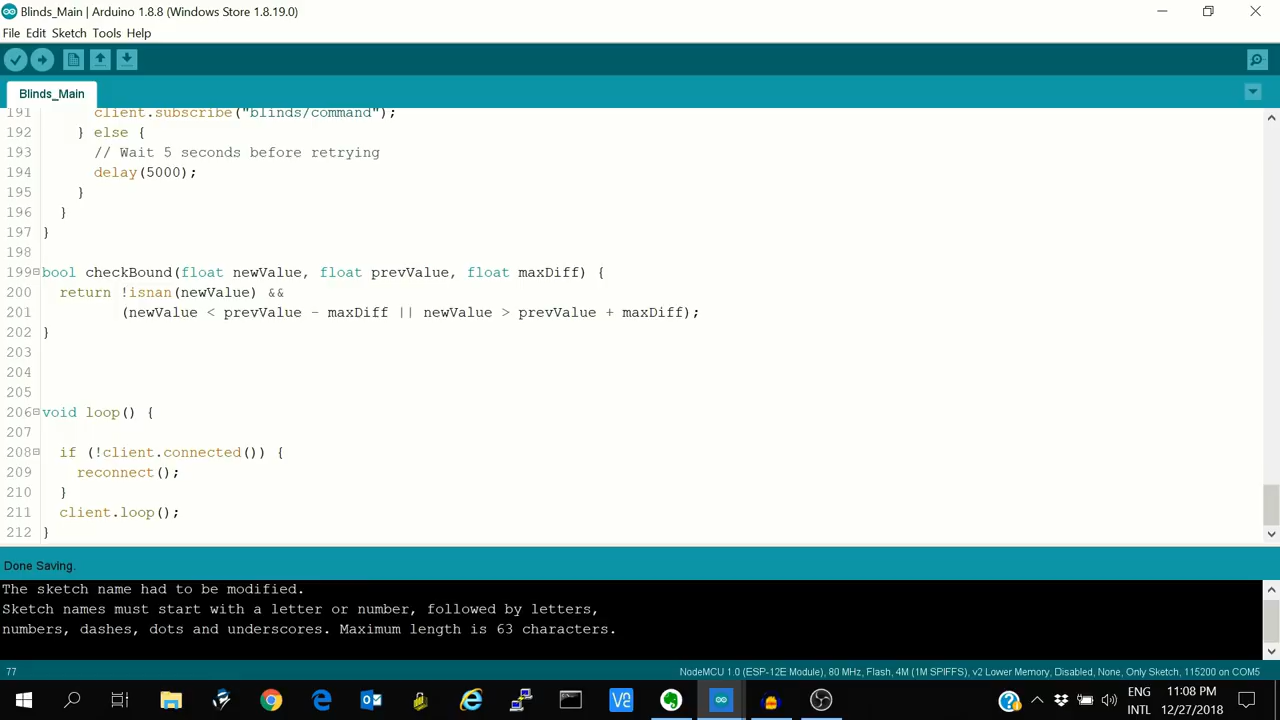 Blinds_Main | Arduino 1.8.8 (Windows Store 1.8.19.0)
File Edit Sketch Tools Help
Blinds_Main
191 client.subscribe("blinds/command");
192 } else {
193 // Wait 5 seconds before retrying
194 delay(5000);
195 }
196 }
197 }
198
199 bool checkBound(float newValue, float prevValue, float maxDiff) {
200 return !isnan(newValue) &&
201 (newValue < prevValue - maxDiff || newValue > prevValue + maxDiff);
202 }
203
204
205
206 void loop() {
207
208 if (!client.connected()) {
209 reconnect();
210 }
211 client.loop();
212 }
Done Saving.
The sketch name had to be modified.
Sketch names must start with a letter or number, followed by letters,
numbers, dashes, dots and underscores. Maximum length is 63 characters.
77 NodeMCU 1.0 (ESP-12E Module), 80 MHz, Flash, 4M (1M SPIFFS), v2 Lower Memory, Disabled, None, Only Sketch, 115200 on COM5
ENG 11:08 PM
INTL 12/27/2018